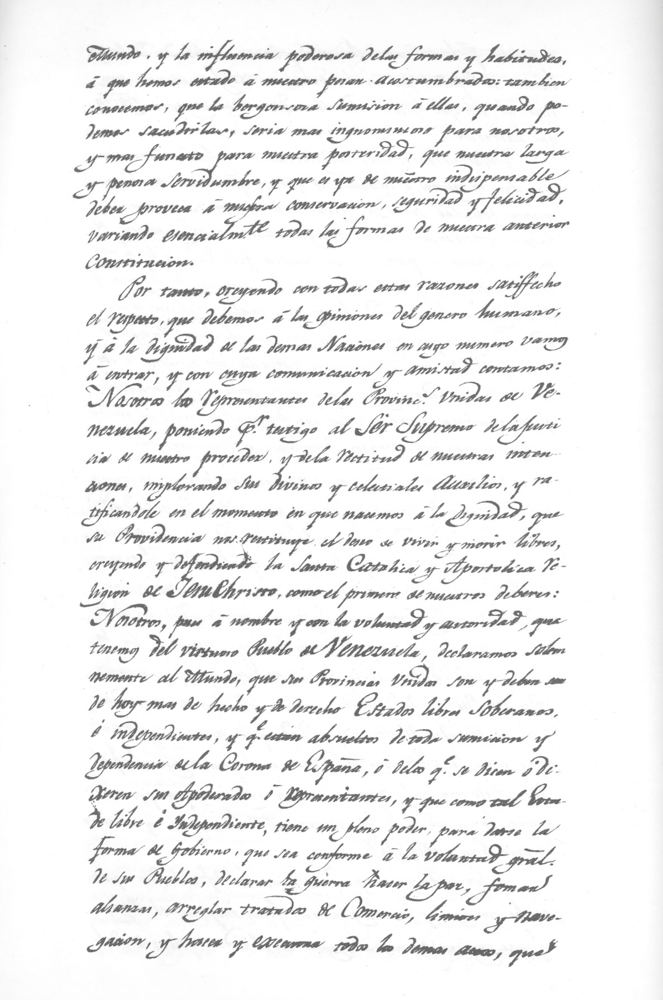 Mundo, y la influencia poderosa delas formas y habitudes,
á que hemos estado á nuestro pesar acostumbrados: tambien
conocemos, que la bergonsosa sumision á ellas, quando po-
demos sacudirlas, seria mas ingnominioso para nosotros,
y mas funesto para nuestra posteridad, que nuestra larga
y penosa servidumbre, y que es ya de nuestro indispensable
deber proveer á nuestra conservacion, seguridad y felicidad,
variando esencialm.te todas las formas de nuestra anterior
Constitucion.
Por tanto, creyendo con todas estas razones satisfecho
el respeto, que debemos á las opiniones del genero humano,
y á la dignidad de las demas Naciones en cuyo numero vamos
á entrar, y con cuya comunicacion y amistad contamos:
Nosotros los representantes delas Provinc.s Unidas de Ve-
nezuela, poniendo p.r testigo al Sér Supremo dela justi
cia de nuestro proceder, y dela rectitud de nuestras inten-
ciones, implorando sus divinos y celestiales Auxilios, y ra-
tificandole en el momento en que nacemos á la Dignidad, que
su Providencia nos restituye el deseo de vivir y morir libres,
creyendo y defendiendo la Santa Catolica y Apostolica Re-
ligion de JesuChristo, como el primero de nuestros deberes:
Nosotros, pues á nombre y con la voluntad y autoridad, que
tenemos del virtuoso Pueblo de Venezuela, declaramos solem
nemente al Mundo, que sus Provincias Unidas son y deben ser
de hoy mas de hecho y de derecho Estados libres soberanos,
é independientes, y q.e están absueltos de toda sumicion y
dependencia de la Corona de España, ó delos q.e se dicen ó di-
xeren sus Apoderados ó representantes, y que como tal Esta-
do libre é Yndependiente, tiene un pleno poder, para darse la
forma de Gobierno, que sea conforme á la voluntad grâl.
de sus Pueblos, declarar la guerra hacer la paz, formar
alianzas, arreglar tratados de Comercio, limites y nave-
gacion, y hacer y executar todos los demas actos, que